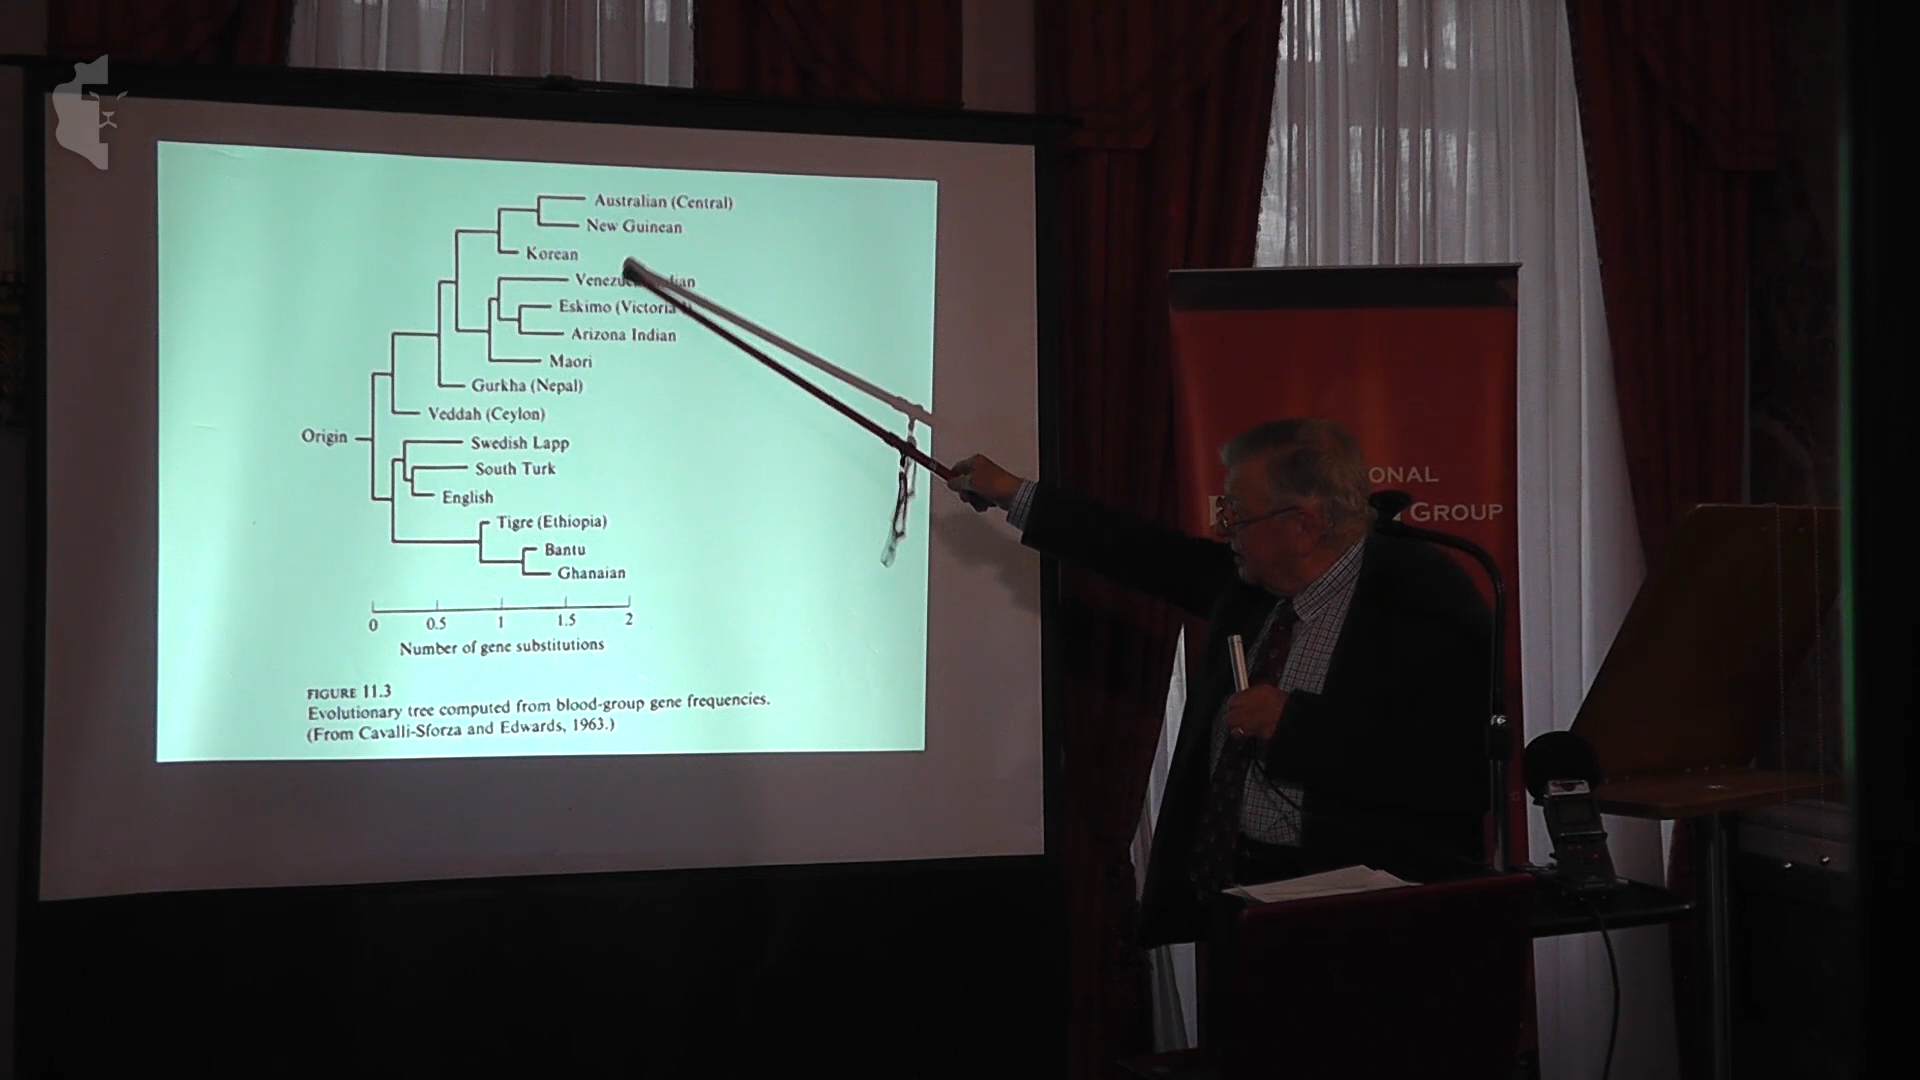 Australian (Central)
New Guinean
Korean
Eskimo
Arizona Indian
Maori
Gurkha (Nepal)
Veddah (Ceylon)
Origin
Swedish Lapp
South Turk
English
Tigre (Ethiopia)
Bantu
Ghanaian
0 0.5 1 1.5 2
Number of gene substitutions
FIGURE 11.3
Evolutionary tree computed from blood-group gene frequencies.
(From Cavalli-Sforza and Edwards, 1963.)
ONAL
GROUP